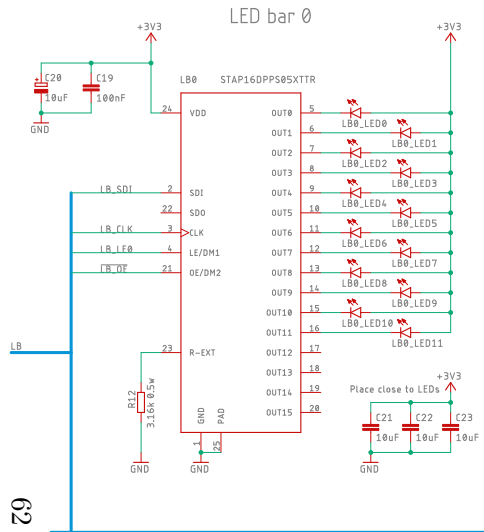 LED bar 0
+3V3
+3V3
C20
10uF
C19
100nF
GND
LB0
STAP16DPPS05XTTR
24
VDD
OUT0
5
LB0_LED0
OUT1
6
LB0_LED1
OUT2
7
LB0_LED2
OUT3
8
LB0_LED3
LB_SDI
2
SDI
OUT4
9
LB0_LED4
22
SDO
OUT5
10
LB0_LED5
LB_CLK
3
CLK
OUT6
11
LB0_LED6
LB_LE0
4
LE/DM1
OUT7
12
LB0_LED7
LB_OE
21
OE/DM2
OUT8
13
LB0_LED8
OUT9
14
LB0_LED9
OUT10
15
LB0_LED10
OUT11
16
LB0_LED11
LB
23
R-EXT
OUT12
17
OUT13
18
OUT14
19
OUT15
20
R12
3.16k 0.5W
GND
PAD
1
25
GND
GND
+3V3
Place close to LEDs
C21
10uF
C22
10uF
C23
10uF
GND
62